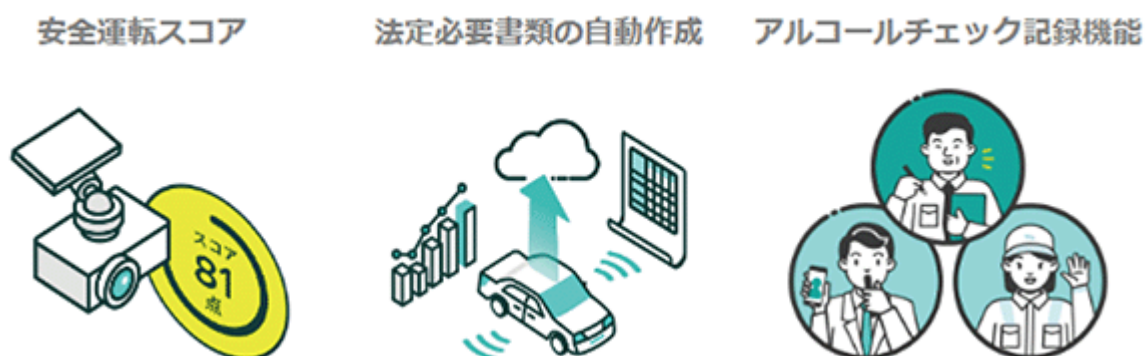 安全運転スコア
法定必要書類の自動作成
アルコールチェック記録機能
スコア
81
点